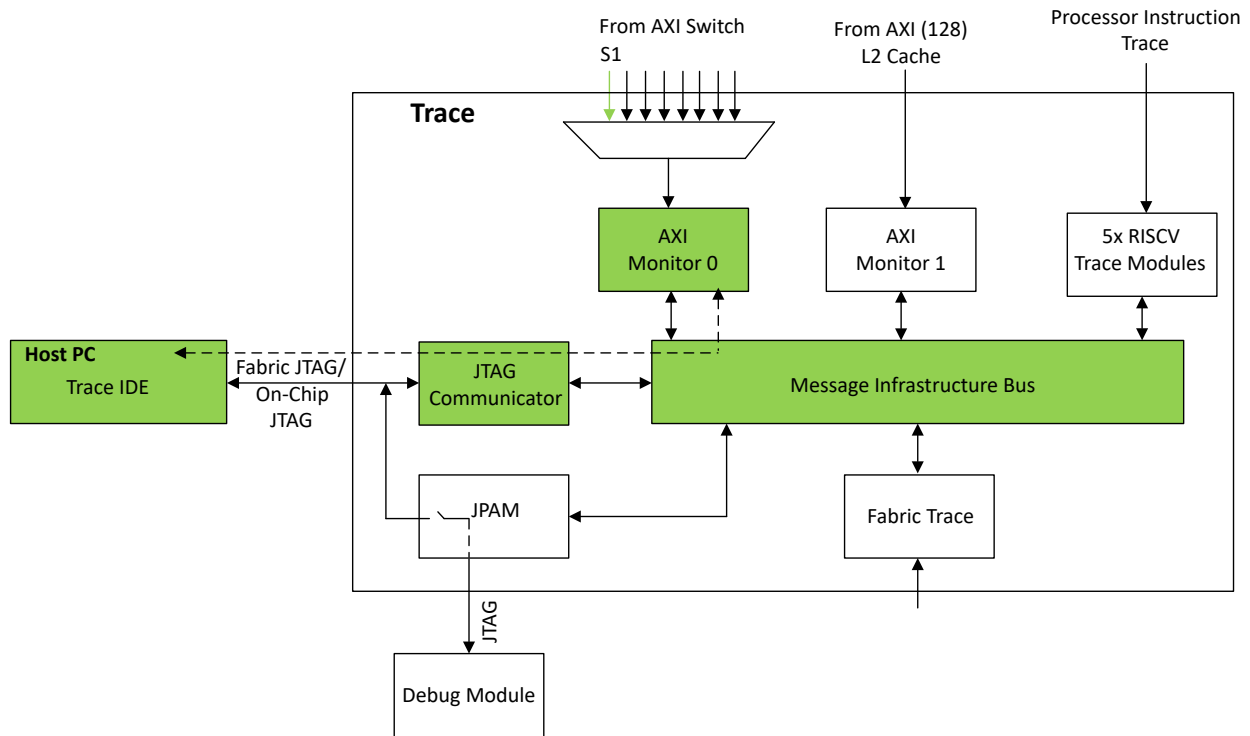 From AXI Switch
S1
From AXI (128)
L2 Cache
Processor Instruction
Trace
Trace
AXI
Monitor 0
AXI
Monitor 1
5x RISCV
Trace Modules
Host PC
Trace IDE
Fabric JTAG/
On-Chip
JTAG
JTAG
Communicator
Message Infrastructure Bus
JPAM
Fabric Trace
JTAG
Debug Module